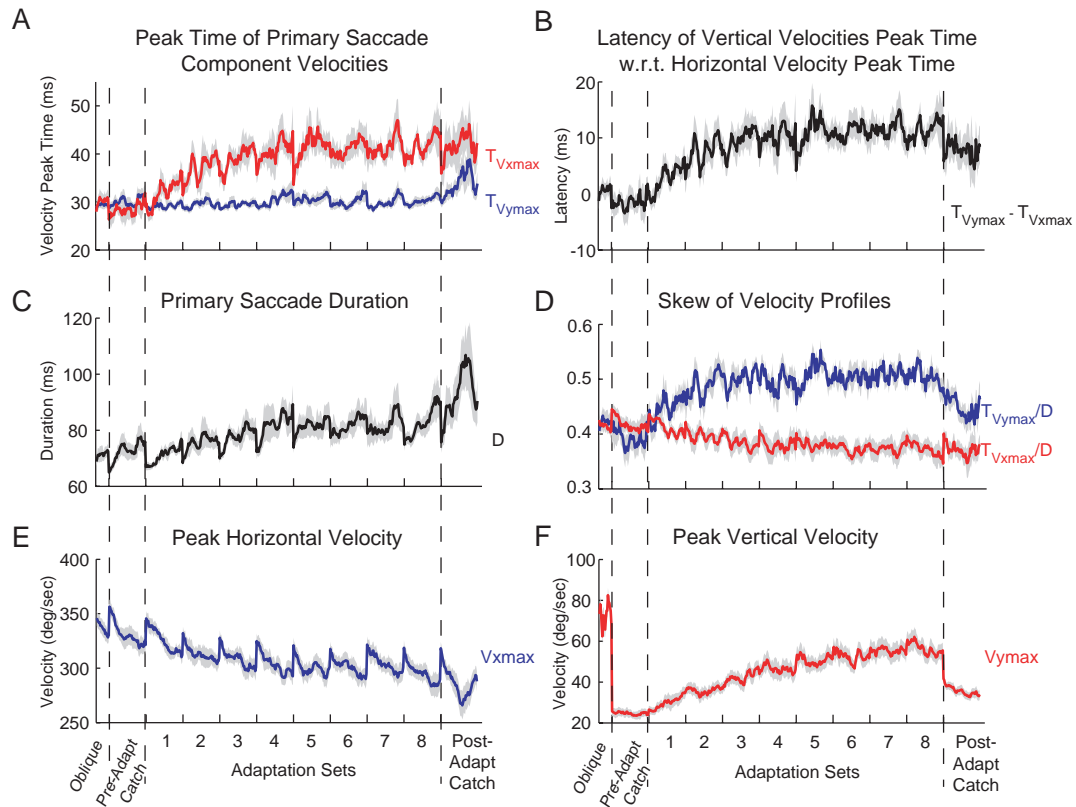 A
Peak Time of Primary Saccade
Component Velocities
Velocity Peak Time (ms)
50
40
30
20
TVxmax
TVymax
B
Latency of Vertical Velocities Peak Time
w.r.t. Horizontal Velocity Peak Time
Latency (ms)
20
10
0
-10
TVymax - TVxmax
C
Primary Saccade Duration
Duration (ms)
120
100
80
60
D
D
Skew of Velocity Profiles
0.6
0.5
0.4
0.3
TVymax/D
TVxmax/D
E
Peak Horizontal Velocity
Velocity (deg/sec)
400
350
300
250
Vxmax
Oblique
Pre-Adapt
Catch
1 2 3 4 5 6 7 8
Adaptation Sets
Post-
Adapt
Catch
F
Peak Vertical Velocity
Velocity (deg/sec)
100
80
60
40
20
Vymax
Oblique
Pre-Adapt
Catch
1 2 3 4 5 6 7 8
Adaptation Sets
Post-
Adapt
Catch